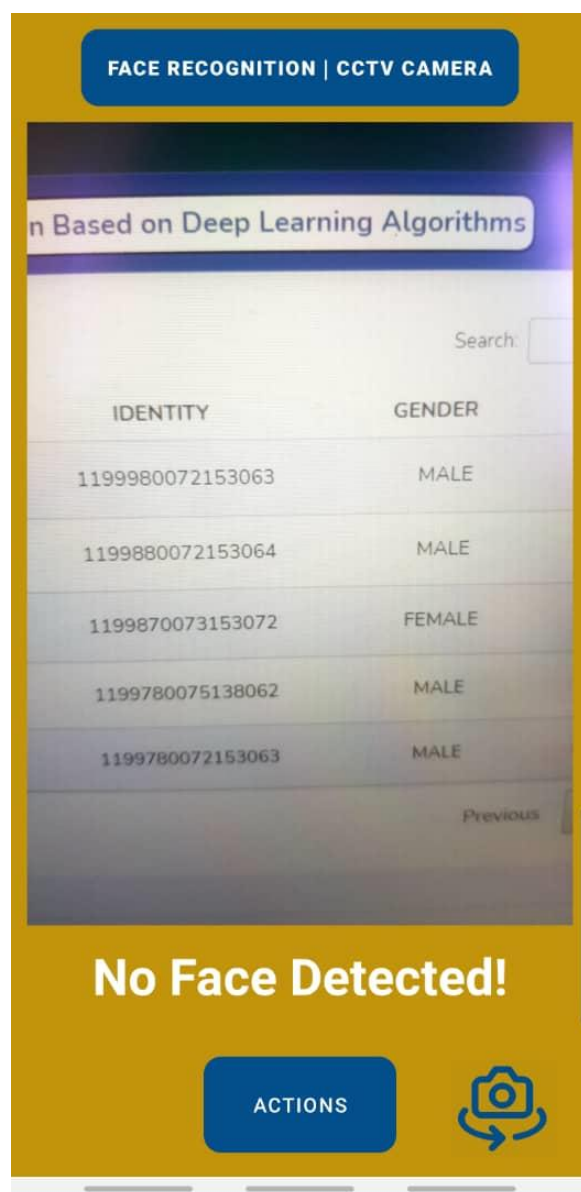 FACE RECOGNITION | CCTV CAMERA
n Based on Deep Learning Algorithms
Search:
IDENTITY GENDER
1199980072153063 MALE
1199880072153064 MALE
1199870073153072 FEMALE
1199780075138062 MALE
1199780072153063 MALE
Previous
No Face Detected!
ACTIONS